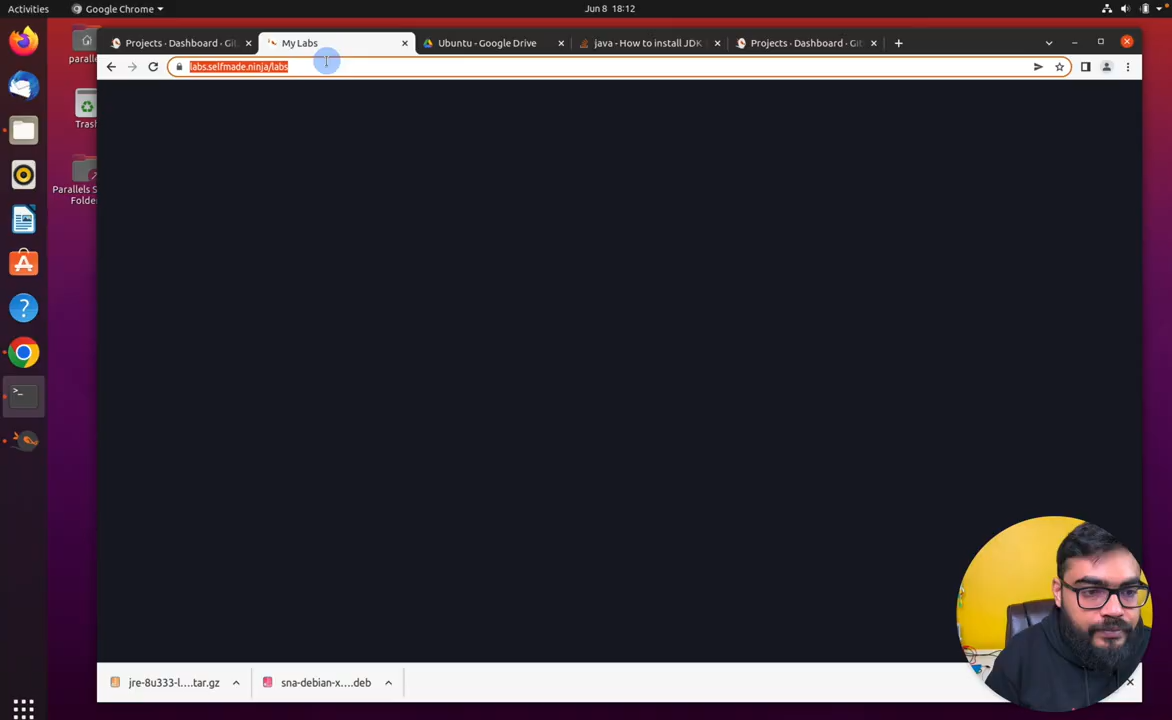 Activities
Google Chrome
Jun 8 18:12
Projects · Dashboard · Git
My Labs
Ubuntu - Google Drive
java - How to install JDK
Projects · Dashboard · Git
labs.selfmade.ninja/labs
Trash
Parallels S
Folder
jre-8u333-l....tar.gz
sna-debian-x....deb